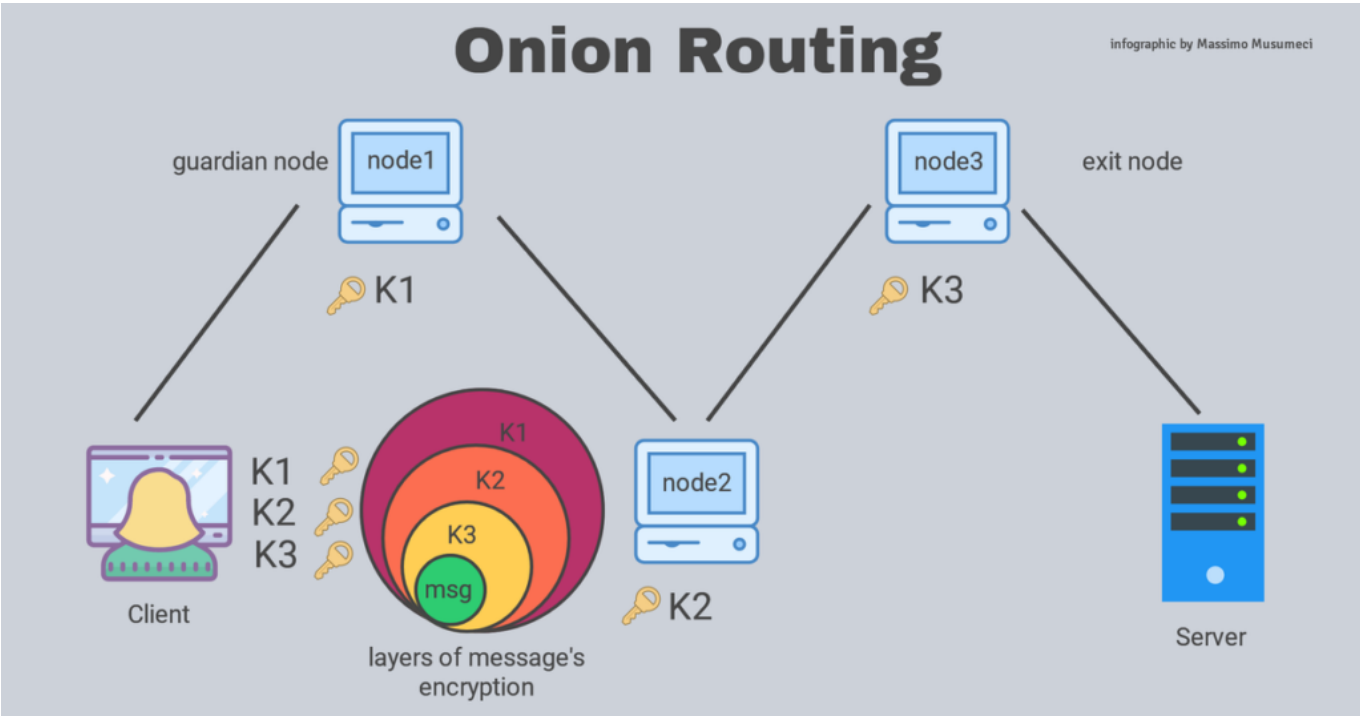 Onion Routing
infographic by Massimo Musumeci
guardian node
node1
node3
exit node
K1
K3
K1
K2
K3
K1
K2
K3
msg
node2
K2
Client
Server
layers of message's
encryption